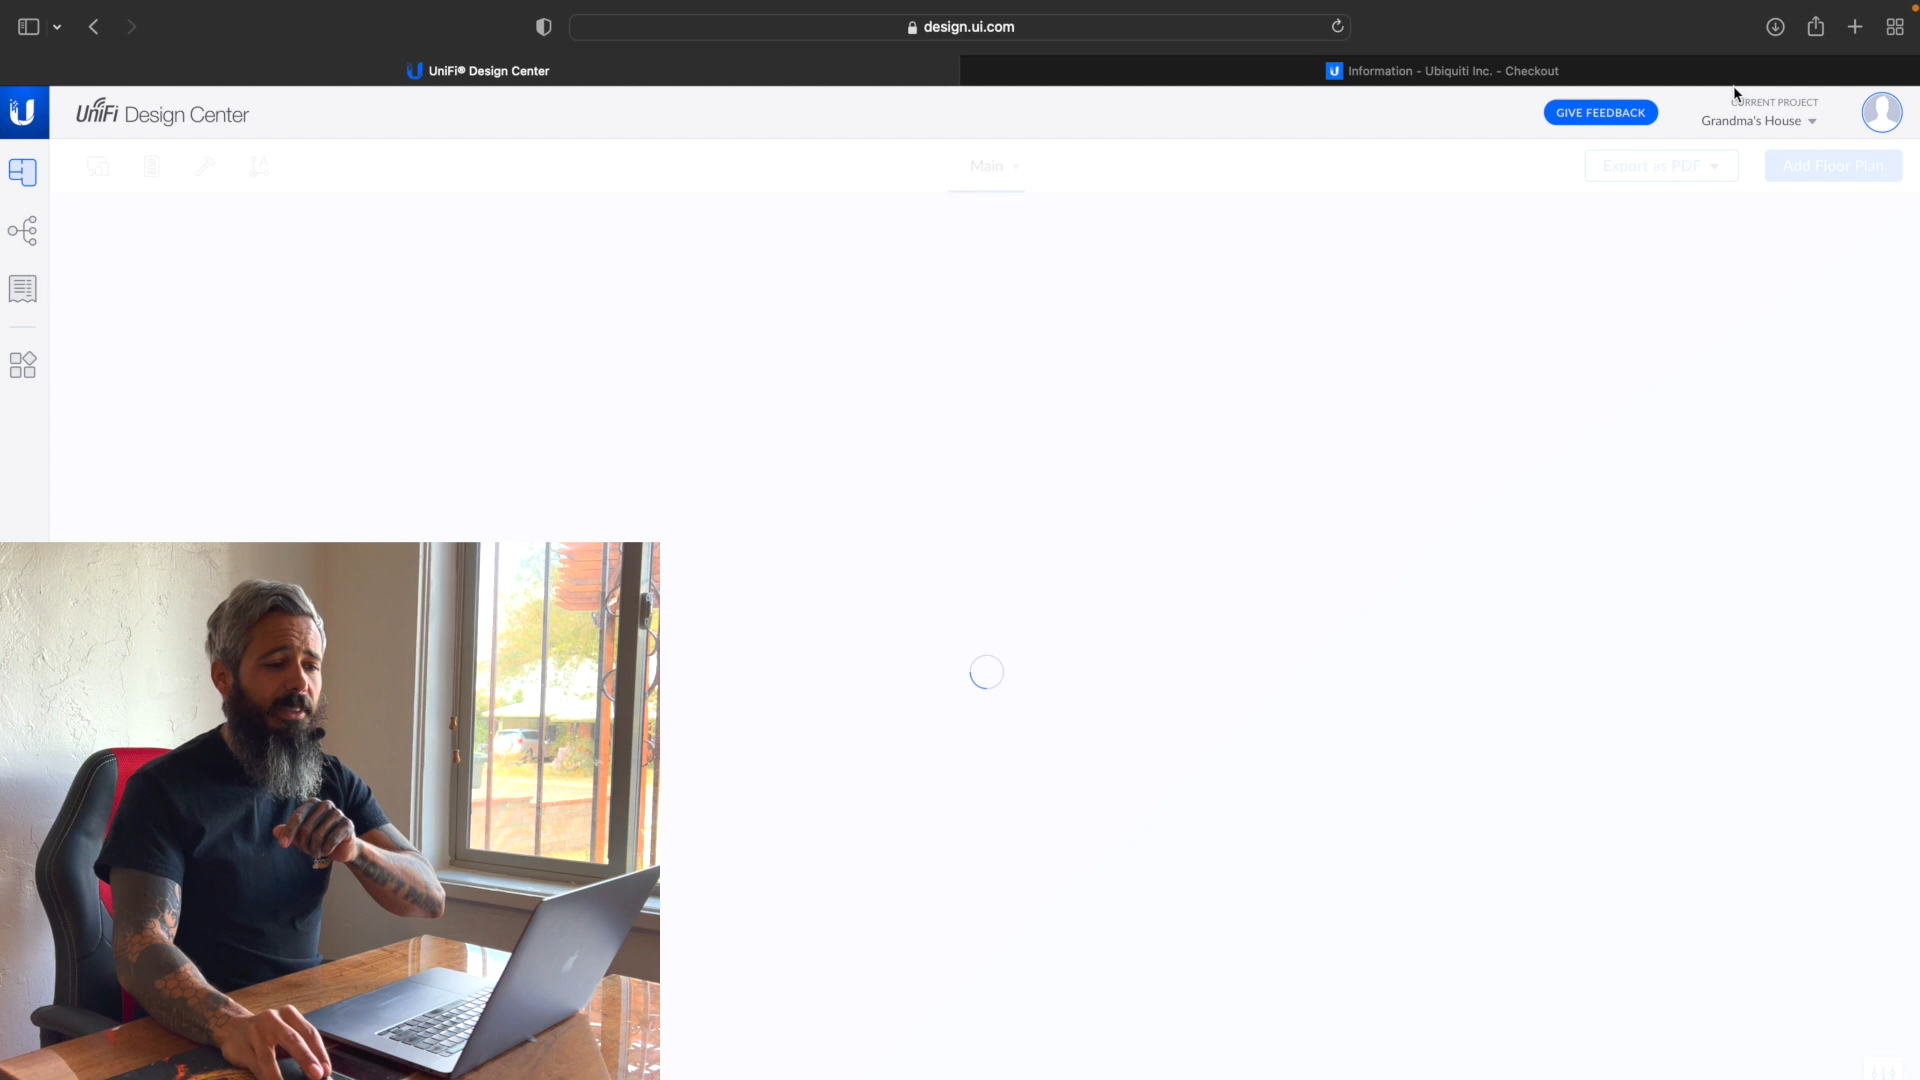 design.ui.com
UniFi® Design Center
Information - Ubiquiti Inc. - Checkout
UniFi Design Center
GIVE FEEDBACK
CURRENT PROJECT
Grandma's House
Main
Export as PDF
Add Floor Plan